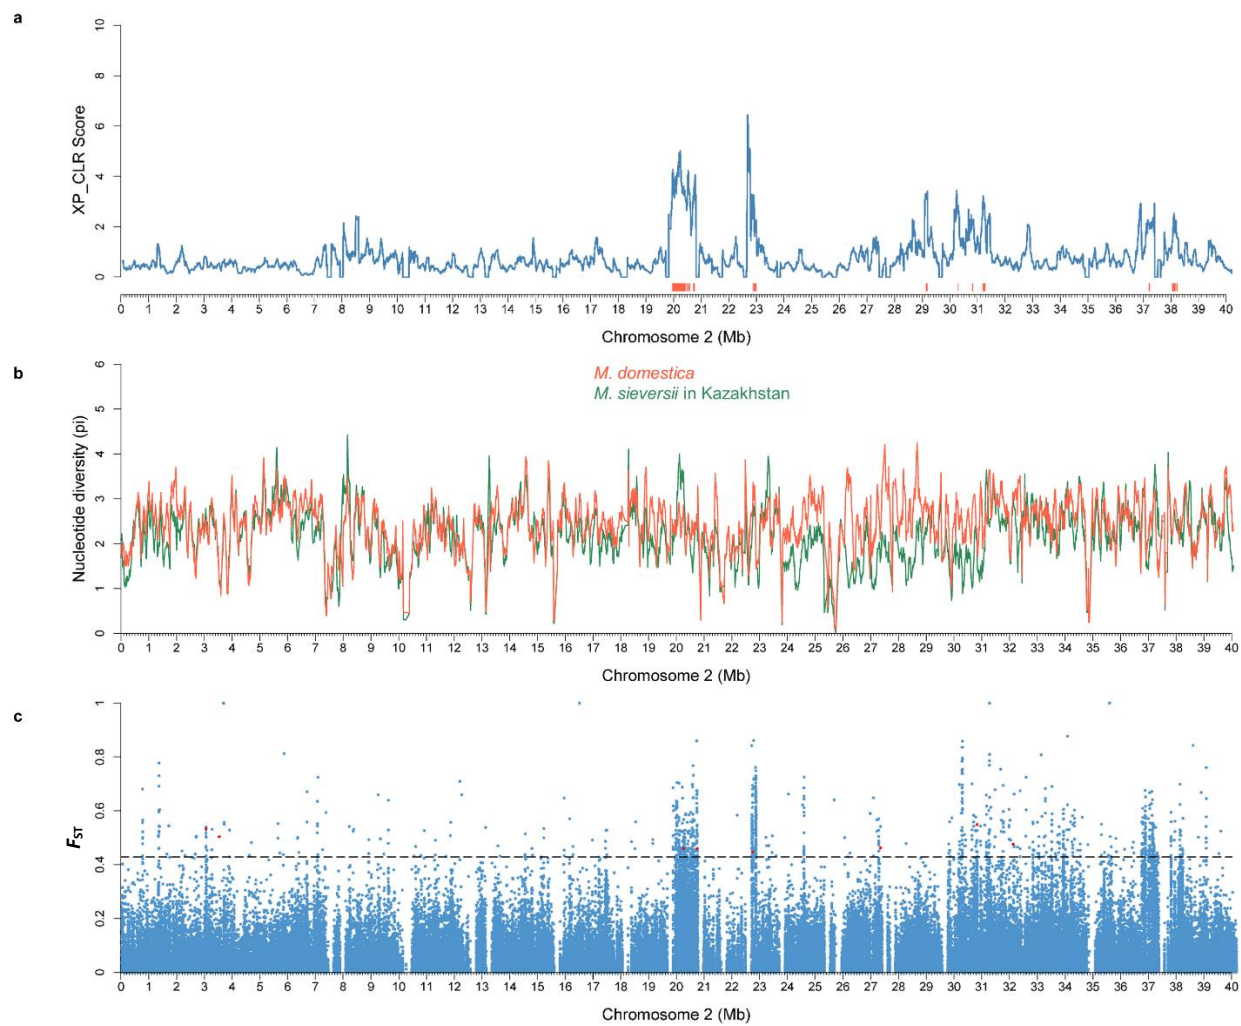 a
10
8
6
4
2
0
XP_CLR Score
0 1 2 3 4 5 6 7 8 9 10 11 12 13 14 15 16 17 18 19 20 21 22 23 24 25 26 27 28 29 30 31 32 33 34 35 36 37 38 39 40
Chromosome 2 (Mb)
b
6
5
4
3
2
1
0
Nucleotide diversity (pi)
M. domestica
M. sieversii in Kazakhstan
0 1 2 3 4 5 6 7 8 9 10 11 12 13 14 15 16 17 18 19 20 21 22 23 24 25 26 27 28 29 30 31 32 33 34 35 36 37 38 39 40
Chromosome 2 (Mb)
c
1
0.8
0.6
0.4
0.2
0
FST
0 1 2 3 4 5 6 7 8 9 10 11 12 13 14 15 16 17 18 19 20 21 22 23 24 25 26 27 28 29 30 31 32 33 34 35 36 37 38 39 40
Chromosome 2 (Mb)